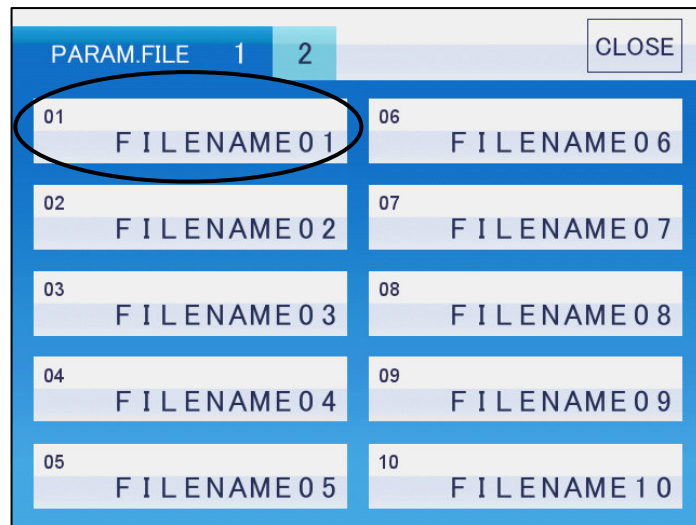 PARAM.FILE 1 2 CLOSE
01
FILENAME01
02
FILENAME02
03
FILENAME03
04
FILENAME04
05
FILENAME05
06
FILENAME06
07
FILENAME07
08
FILENAME08
09
FILENAME09
10
FILENAME10